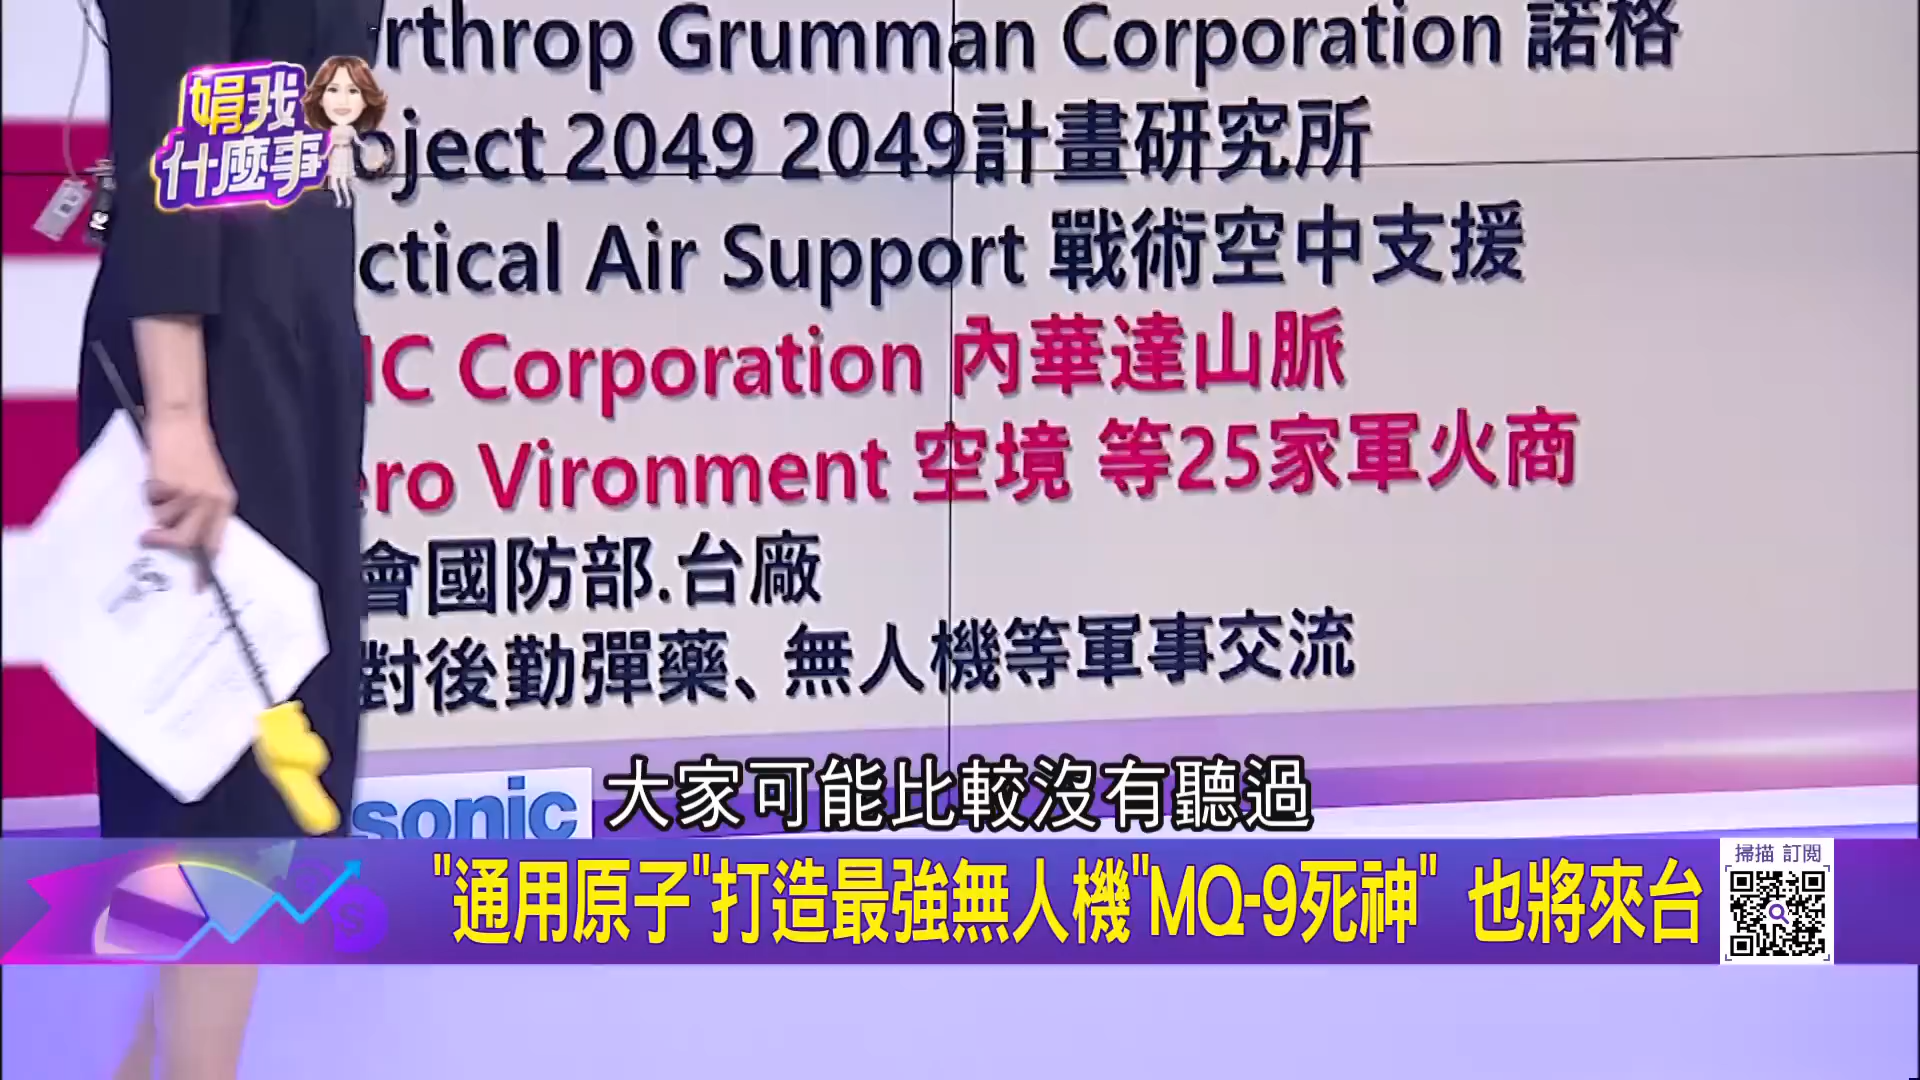 rthrop Grumman Corporation 諾格
娟我
什麼事
oject 2049 2049計畫研究所
ctical Air Support 戰術空中支援
IC Corporation 內華達山脈
ero Vironment 空境 等25家軍火商
會國防部.台廠
對後勤彈藥、無人機等軍事交流
大家可能比較沒有聽過
sonic
"通用原子"打造最強無人機"MQ-9死神" 也將來台
掃描 訂閱